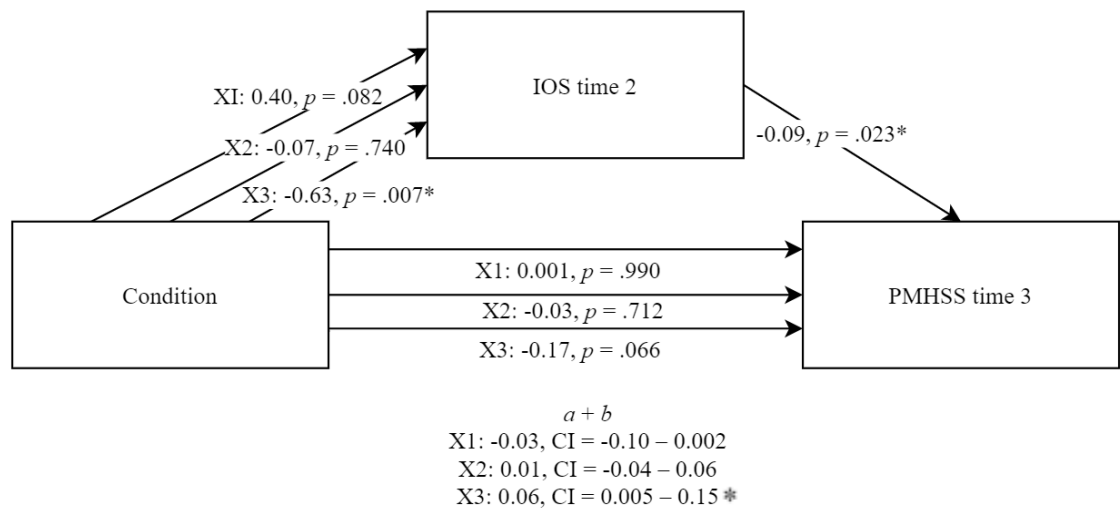 IOS time 2
XI: 0.40, p = .082
X2: -0.07, p = .740
X3: -0.63, p = .007*
-0.09, p = .023*
Condition
X1: 0.001, p = .990
X2: -0.03, p = .712
X3: -0.17, p = .066
PMHSS time 3
a + b
X1: -0.03, CI = -0.10 – 0.002
X2: 0.01, CI = -0.04 – 0.06
X3: 0.06, CI = 0.005 – 0.15 *